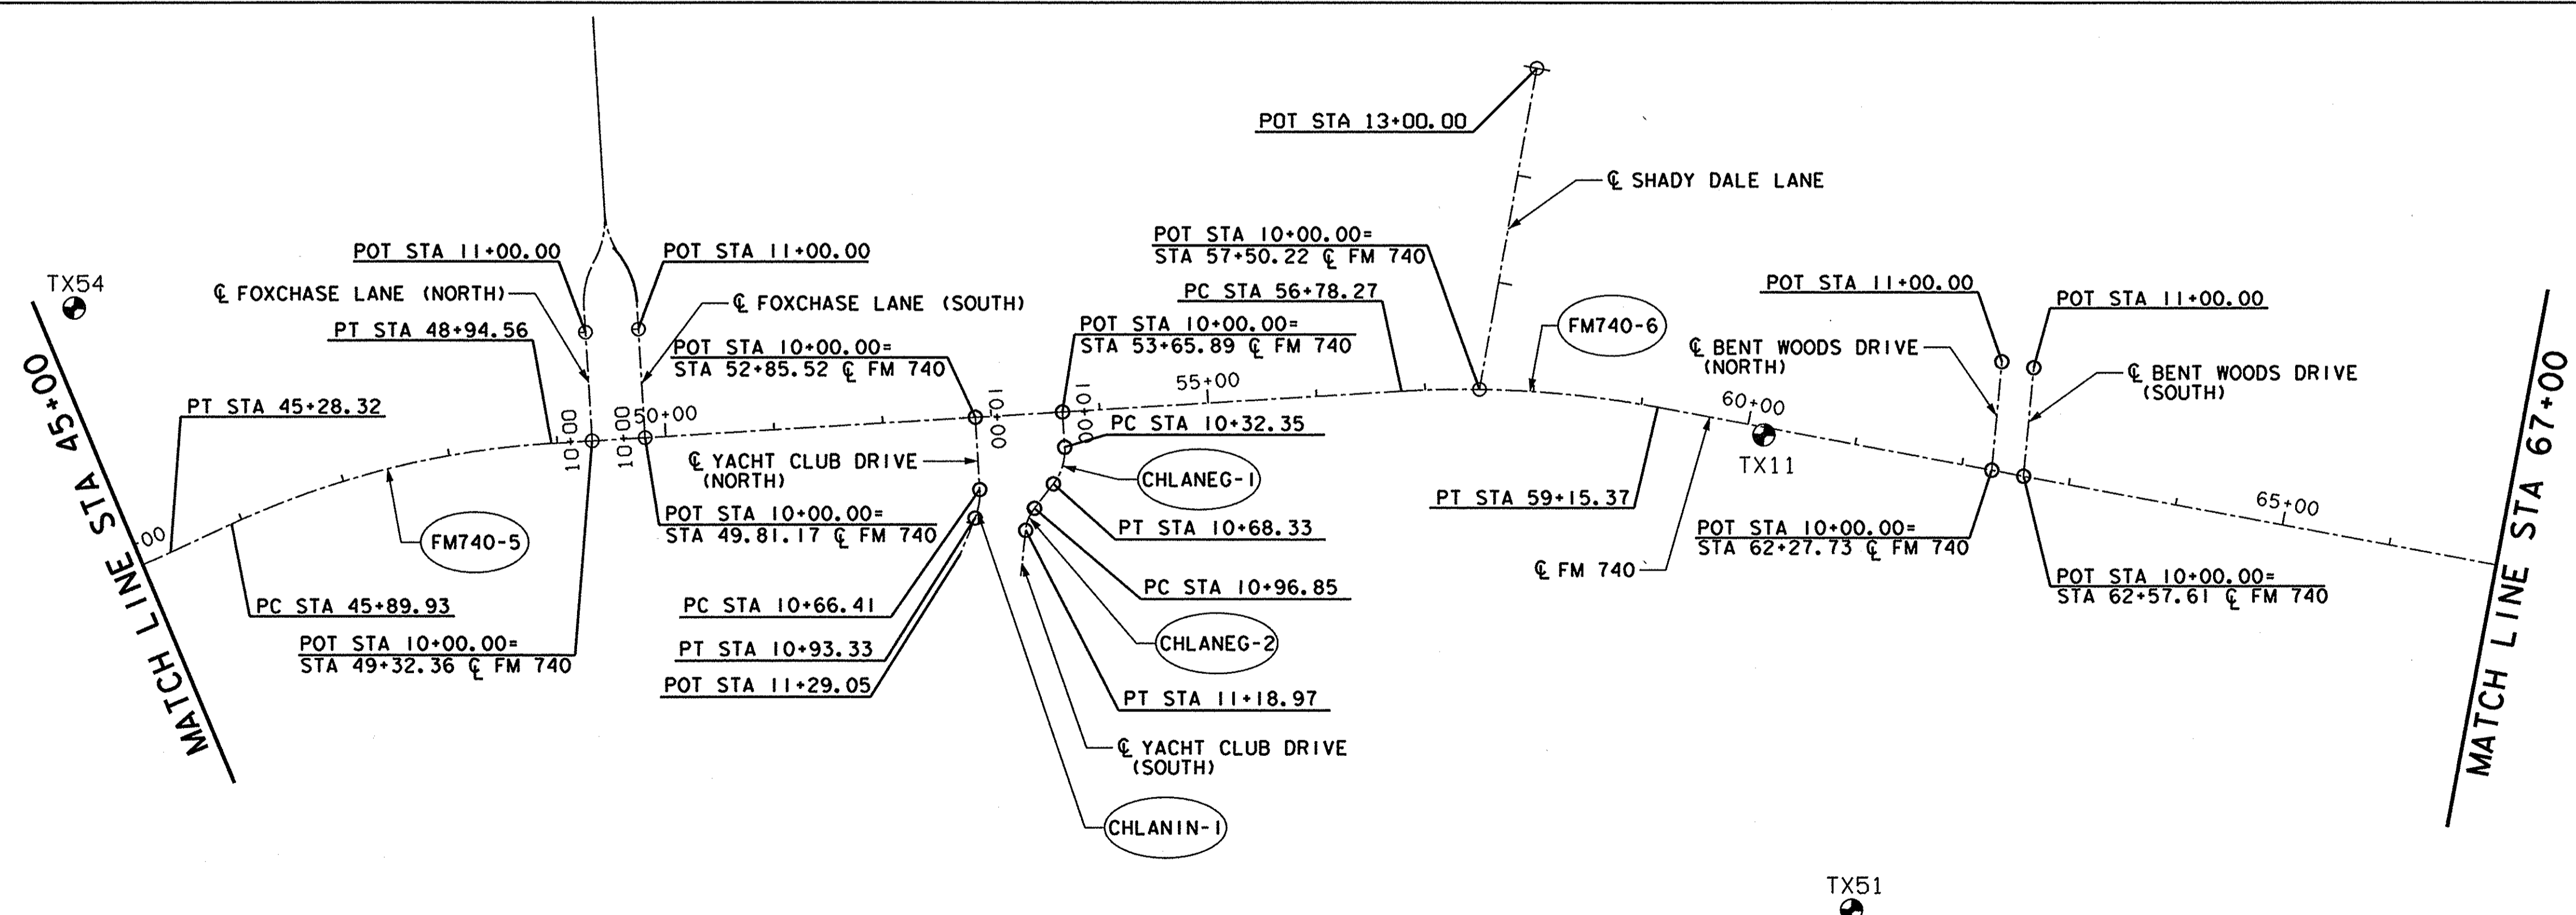 POT STA 13+00.00
℄ SHADY DALE LANE
POT STA 10+00.00=
STA 57+50.22 ℄ FM 740
POT STA 11+00.00
POT STA 11+00.00
TX54
℄ FOXCHASE LANE (NORTH)
℄ FOXCHASE LANE (SOUTH)
PC STA 56+78.27
POT STA 11+00.00
POT STA 11+00.00
PT STA 48+94.56
POT STA 10+00.00=
STA 53+65.89 ℄ FM 740
FM740-6
POT STA 10+00.00=
STA 52+85.52 ℄ FM 740
℄ BENT WOODS DRIVE
(NORTH)
℄ BENT WOODS DRIVE
(SOUTH)
MATCH LINE STA 45+00
MATCH LINE STA 67+00
PT STA 45+28.32
10+00
10+00
50+00
10+00
10+00
55+00
60+00
PC STA 10+32.35
℄ YACHT CLUB DRIVE
(NORTH)
CHLANEG-1
TX11
65+00
+00
PT STA 59+15.37
POT STA 10+00.00=
STA 49.81.17 ℄ FM 740
PT STA 10+68.33
POT STA 10+00.00=
STA 62+27.73 ℄ FM 740
FM740-5
℄ FM 740
PC STA 45+89.93
PC STA 10+66.41
PC STA 10+96.85
POT STA 10+00.00=
STA 62+57.61 ℄ FM 740
POT STA 10+00.00=
STA 49+32.36 ℄ FM 740
PT STA 10+93.33
CHLANEG-2
POT STA 11+29.05
PT STA 11+18.97
℄ YACHT CLUB DRIVE
(SOUTH)
CHLANIN-1
TX51